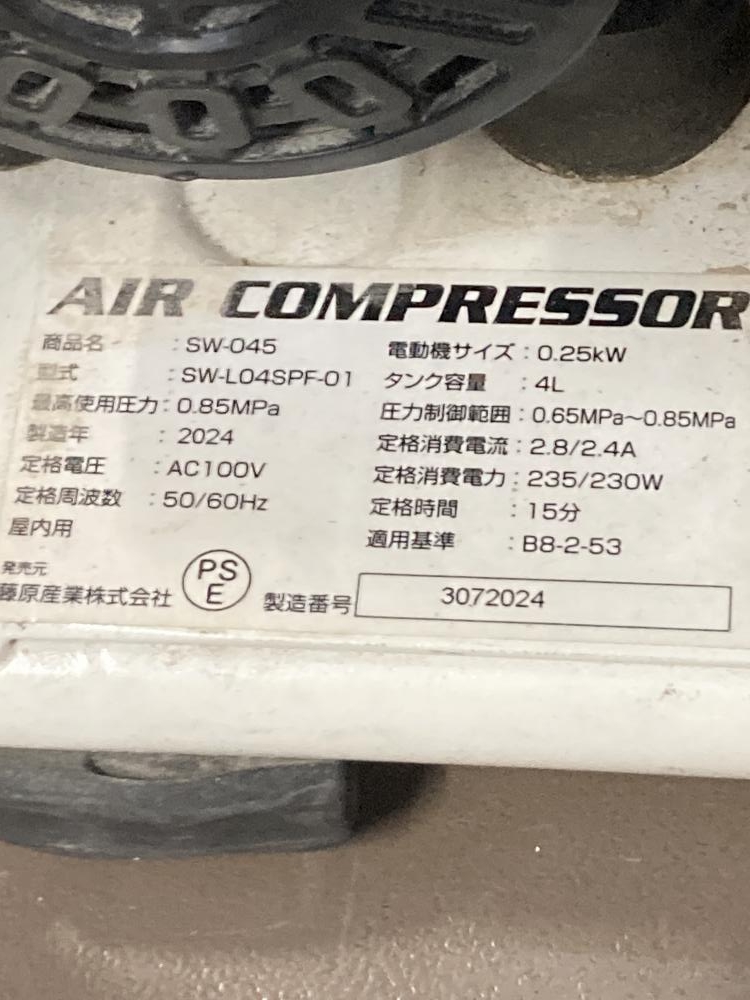 AIR COMPRESSOR
商品名 : SW-045
型式 : SW-L04SPF-01
最高使用圧力 : 0.85MPa
製造年 : 2024
定格電圧 : AC100V
定格周波数 : 50/60Hz
屋内用
電動機サイズ : 0.25kW
タンク容量 : 4L
圧力制御範囲 : 0.65MPa～0.85MPa
定格消費電流 : 2.8/2.4A
定格消費電力 : 235/230W
定格時間 : 15分
適用基準 : B8-2-53
発売元
藤原産業株式会社
PS
E
製造番号 3072024